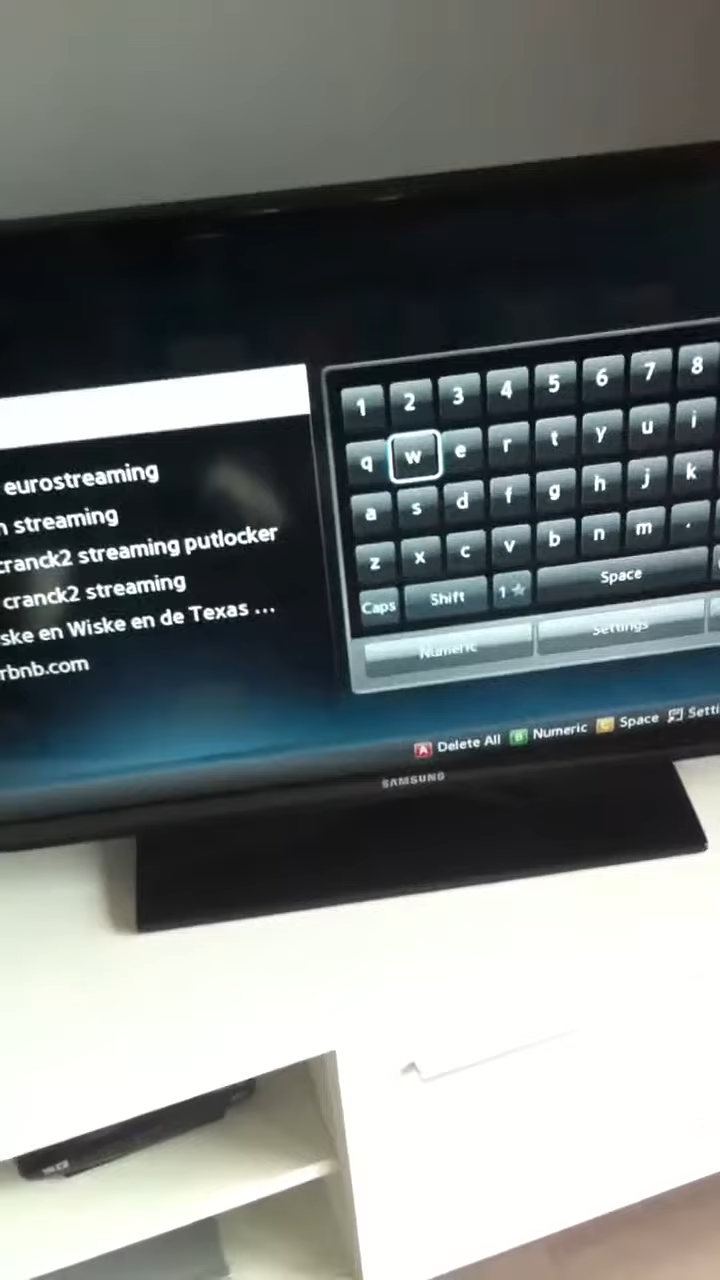 eurostreaming
streaming
cranck2 streaming putlocker
cranck2 streaming
ske en Wiske en de Texas ...
rbnb.com
1 2 3 4 5 6 7 8
q w e r t y u i
a s d f g h j k
z x c v b n m .
Caps Shift 1 Space
Numeric Settings
A Delete All B Numeric C Space Setti
SAMSUNG